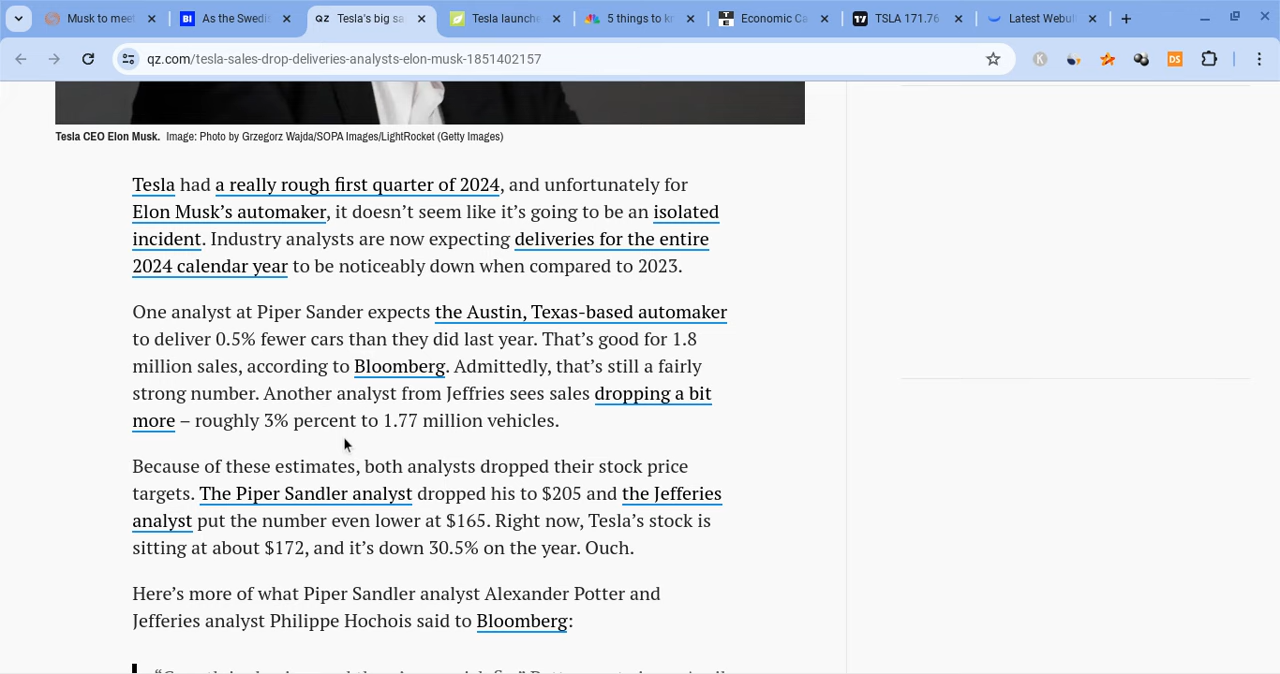 Musk to meet
As the Swedi
Tesla's big sa
Tesla launche
5 things to k
Economic Ca
TSLA 171.76
Latest Webul
qz.com/tesla-sales-drop-deliveries-analysts-elon-musk-1851402157
Tesla CEO Elon Musk. Image: Photo by Grzegorz Wajda/SOPA Images/LightRocket (Getty Images)
Tesla had a really rough first quarter of 2024, and unfortunately for
Elon Musk’s automaker, it doesn’t seem like it’s going to be an isolated
incident. Industry analysts are now expecting deliveries for the entire
2024 calendar year to be noticeably down when compared to 2023.
One analyst at Piper Sander expects the Austin, Texas-based automaker
to deliver 0.5% fewer cars than they did last year. That’s good for 1.8
million sales, according to Bloomberg. Admittedly, that’s still a fairly
strong number. Another analyst from Jeffries sees sales dropping a bit
more – roughly 3% percent to 1.77 million vehicles.
Because of these estimates, both analysts dropped their stock price
targets. The Piper Sandler analyst dropped his to $205 and the Jefferies
analyst put the number even lower at $165. Right now, Tesla’s stock is
sitting at about $172, and it’s down 30.5% on the year. Ouch.
Here’s more of what Piper Sandler analyst Alexander Potter and
Jefferies analyst Philippe Hochois said to Bloomberg: